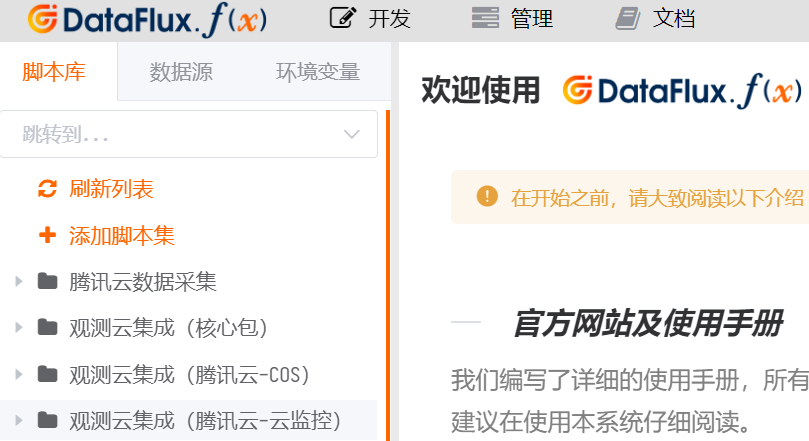 DataFlux.f(x) 开发 管理 文档
脚本库 数据源 环境变量
跳转到...
刷新列表
添加脚本集
腾讯云数据采集
观测云集成（核心包）
观测云集成（腾讯云-COS）
观测云集成（腾讯云-云监控）
欢迎使用 DataFlux.f(x)
在开始之前，请大致阅读以下介绍
官方网站及使用手册
我们编写了详细的使用手册，所有
建议在使用本系统仔细阅读。